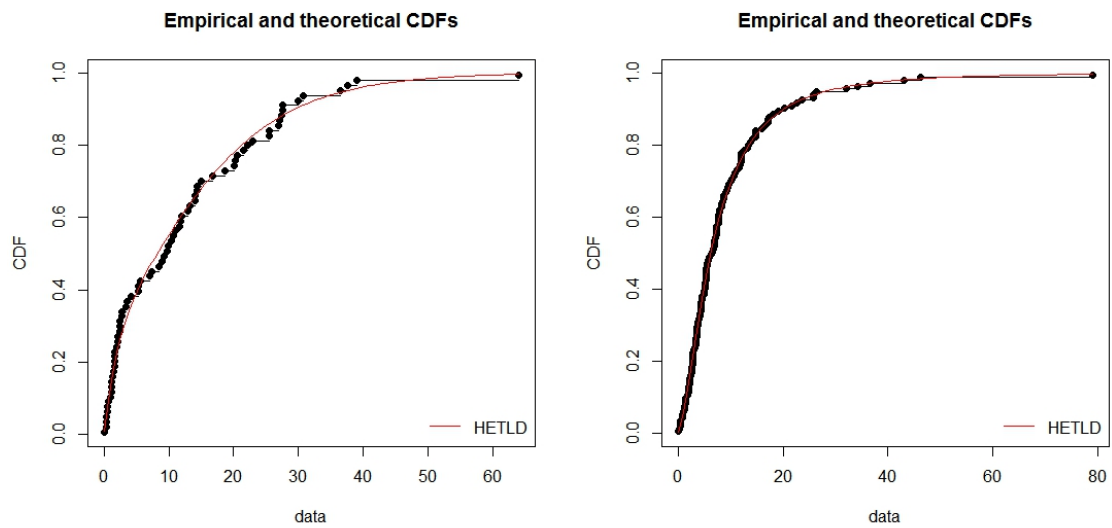 Empirical and theoretical CDFs
CDF
0.0 0.2 0.4 0.6 0.8 1.0
HETLD
0 10 20 30 40 50 60
data
Empirical and theoretical CDFs
CDF
0.0 0.2 0.4 0.6 0.8 1.0
HETLD
0 20 40 60 80
data